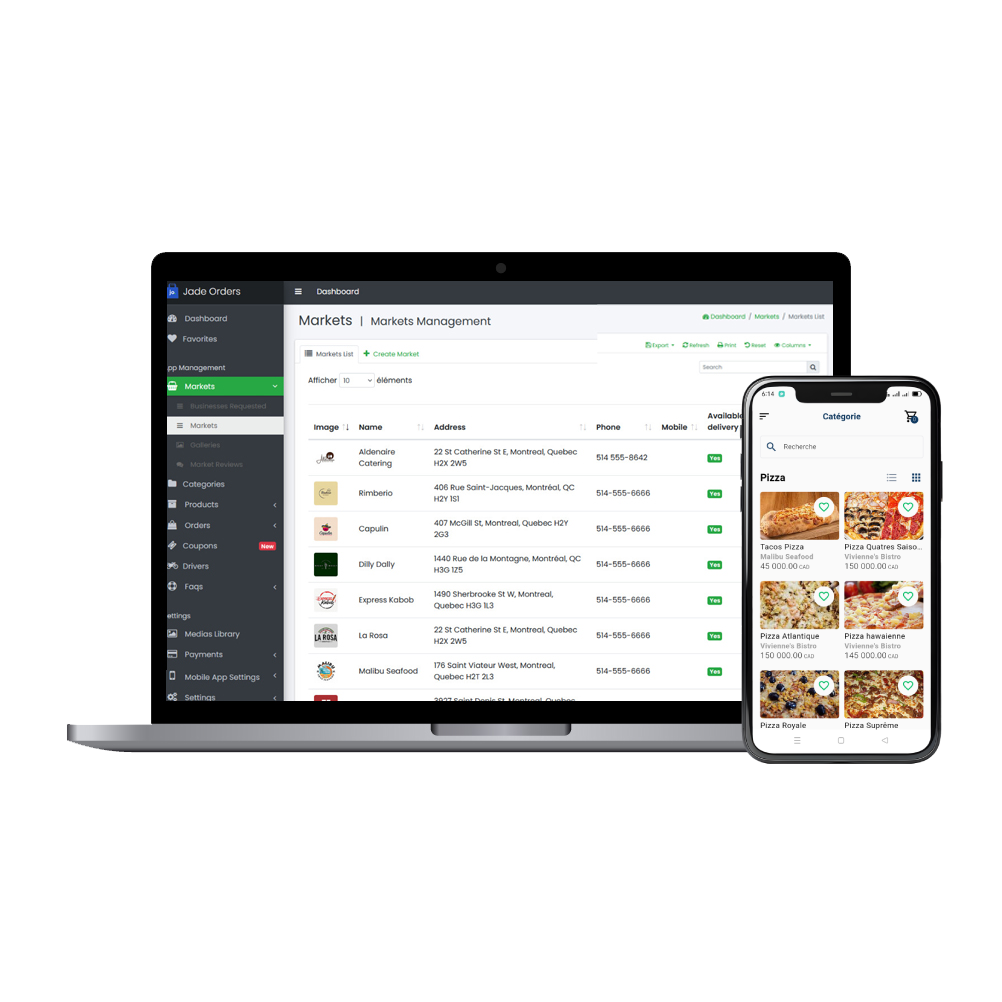 jo Jade Orders
Dashboard
Dashboard
Favorites
pp Management
Markets
Businesses Requested
Markets
Galleries
Market Reviews
Categories
Products
Orders
Coupons New
Drivers
Faqs
ettings
Medias Library
Payments
Mobile App Settings
Settings
Markets | Markets Management
Dashboard / Markets / Markets List
Markets List + Create Market
Export Refresh Print Reset Columns
Search
Afficher 10 éléments
Image Name Address Phone Mobile Available
delivery
Aldenaire
Catering
22 St Catherine St E, Montreal, Quebec
H2X 2W5
514 555-8642
Yes
Rimberio
406 Rue Saint-Jacques, Montréal, QC
H2Y 1S1
514-555-6666
Yes
Capulin
407 McGill St, Montreal, Quebec H2Y
2G3
514-555-6666
Yes
Dilly Dally
1440 Rue de la Montagne, Montréal, QC
H3G 1Z5
514-555-6666
Yes
Express Kabob
1490 Sherbrooke St W, Montreal,
Quebec H3G 1L3
514-555-6666
Yes
LA ROSA
La Rosa
22 St Catherine St E, Montreal, Quebec
H2X 2W5
514-555-6666
Yes
MALIBU
Malibu Seafood
176 Saint Viateur West, Montreal,
Quebec H2T 2L3
514-555-6666
Yes
3927 Saint Denis St, Montreal, Quebec
6:14
Catégorie
Recherche
Pizza
Tacos Pizza
Malibu Seafood
45 000.00 CAD
Pizza Quatres Saiso...
Vivienne's Bistro
150 000.00 CAD
Pizza Atlantique
Vivienne's Bistro
150 000.00 CAD
Pizza hawaienne
Vivienne's Bistro
145 000.00 CAD
Pizza Royale
Pizza Suprême